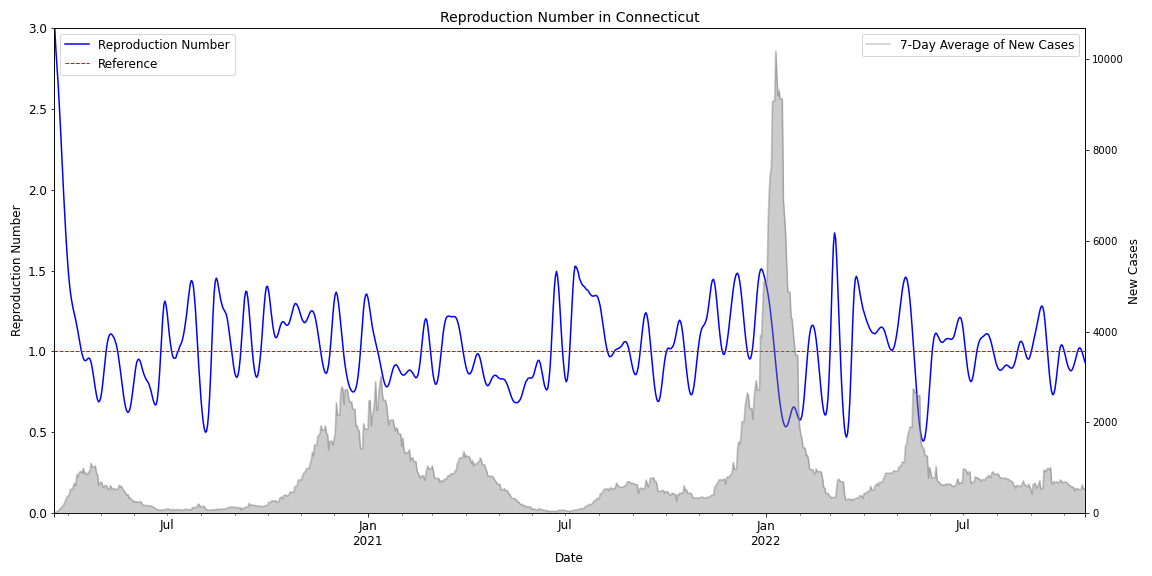 Reproduction Number in Connecticut
Reproduction Number
Reference
7-Day Average of New Cases
3.0
2.5
2.0
1.5
1.0
0.5
0.0
Reproduction Number
10000
8000
6000
4000
2000
0
New Cases
Jul
Jan
2021
Jul
Jan
2022
Jul
Date